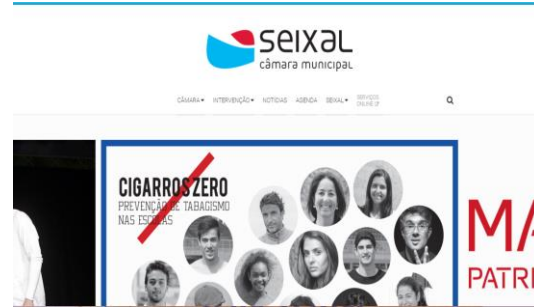 seixal
câmara municipal
CÂMARA INTERVENÇÃO NOTÍCIAS AGENDA SEIXAL SERVIÇOS
ONLINE
CIGARROS ZERO
PREVENÇÃO DE TABAGISMO
NAS ESCOLAS
MA
PATRI